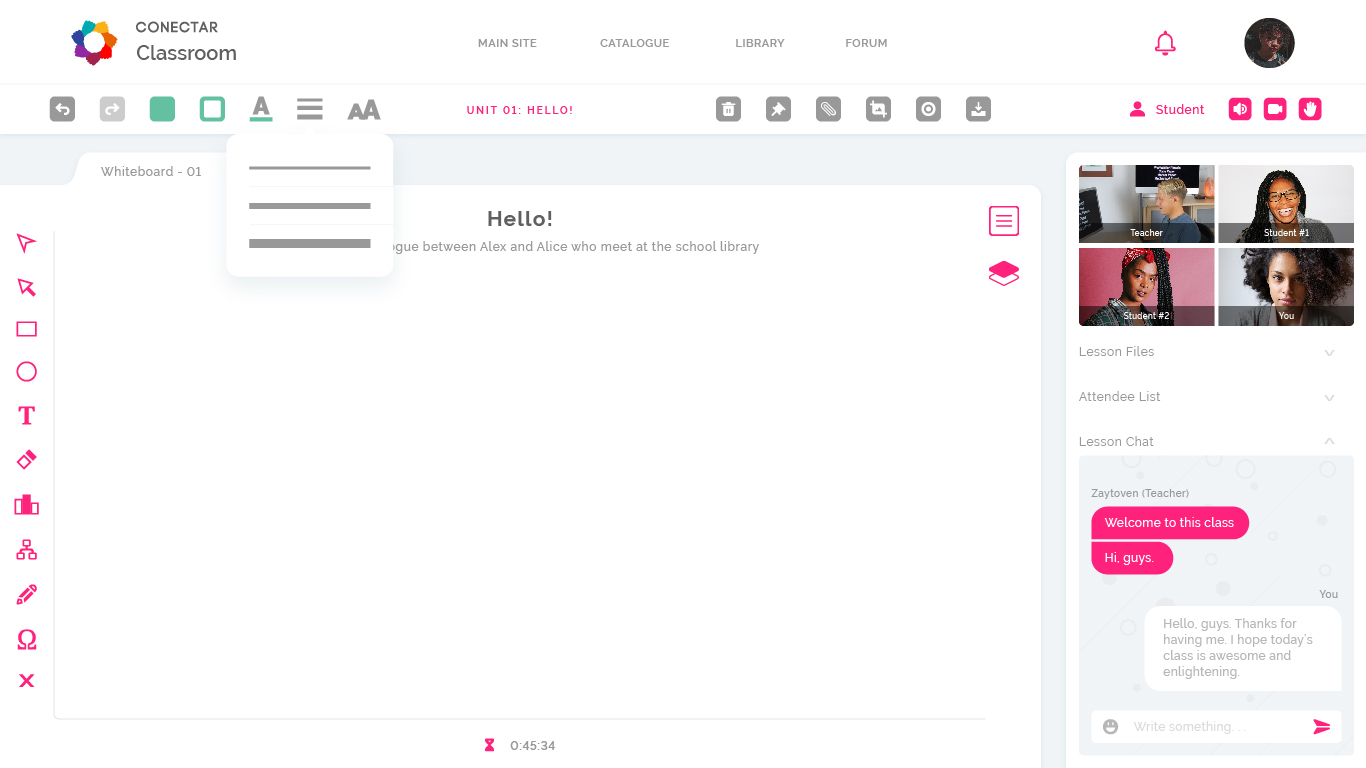 CONECTAR
Classroom
MAIN SITE
CATALOGUE
LIBRARY
FORUM
A
AA
UNIT 01: HELLO!
Student
Whiteboard - 01
Hello!
between Alex and Alice who meet at the school library
T
Ω
0:45:34
Teacher
Student #1
Student #2
You
Lesson Files
Attendee List
Lesson Chat
Zaytoven (Teacher)
Welcome to this class
Hi, guys.
You
Hello, guys. Thanks for
having me. I hope today's
class is awesome and
enlightening.
Write something. . .